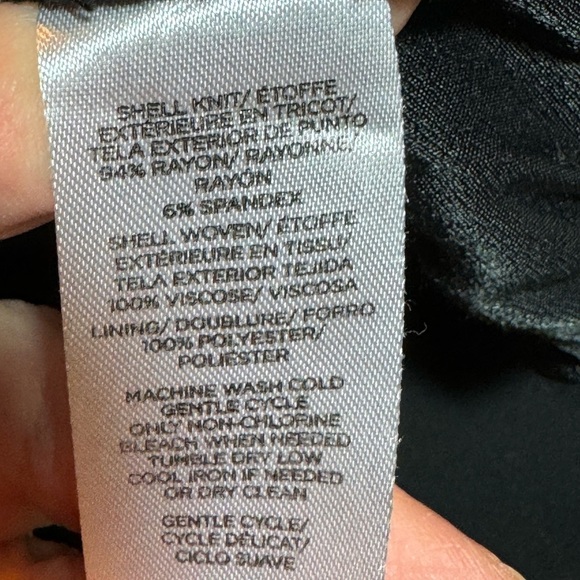 SHELL KNIT/ ÉTOFFE
EXTÉRIEURE EN TRICOT/
TELA EXTERIOR DE PUNTO
94% RAYON/ RAYONNE/
RAYÓN
6% SPANDEX
SHELL WOVEN/ ÉTOFFE
EXTÉRIEURE EN TISSU/
TELA EXTERIOR TEJIDA
100% VISCOSE/ VISCOSA
LINING/ DOUBLURE/ FORRO
100% POLYESTER/
POLIÉSTER
MACHINE WASH COLD
GENTLE CYCLE
ONLY NON-CHLORINE
BLEACH WHEN NEEDED
TUMBLE DRY LOW
COOL IRON IF NEEDED
OR DRY CLEAN
GENTLE CYCLE/
CYCLE DÉLICAT/
CICLO SUAVE